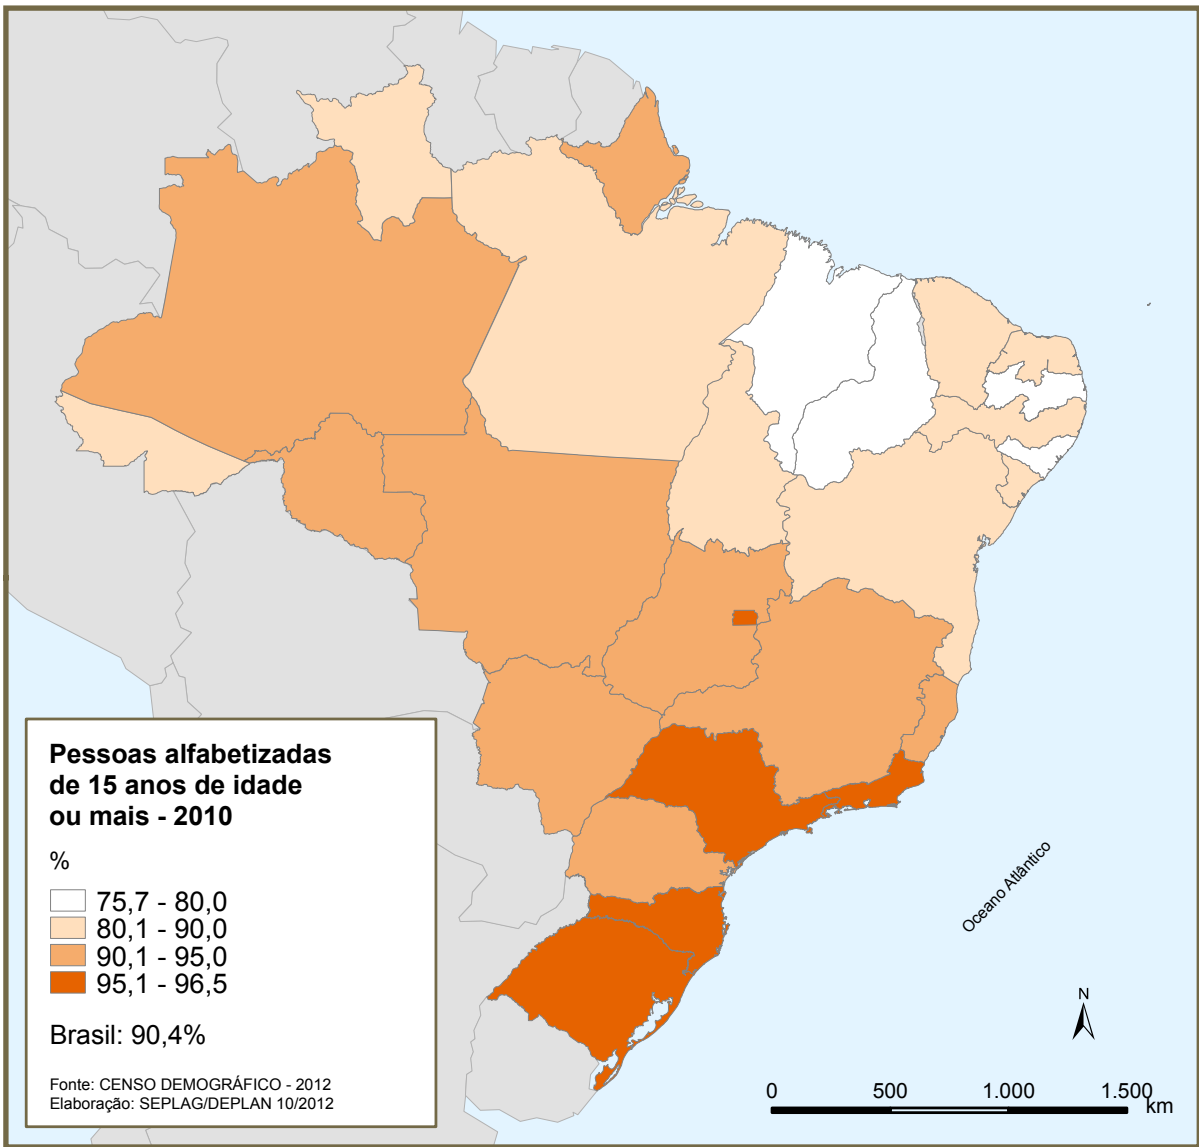 Pessoas alfabetizadas
de 15 anos de idade
ou mais - 2010
%
75,7 - 80,0
80,1 - 90,0
90,1 - 95,0
95,1 - 96,5
Brasil: 90,4%
Fonte: CENSO DEMOGRÁFICO - 2012
Elaboração: SEPLAG/DEPLAN 10/2012
Oceano Atlântico
N
0 500 1.000 1.500
km